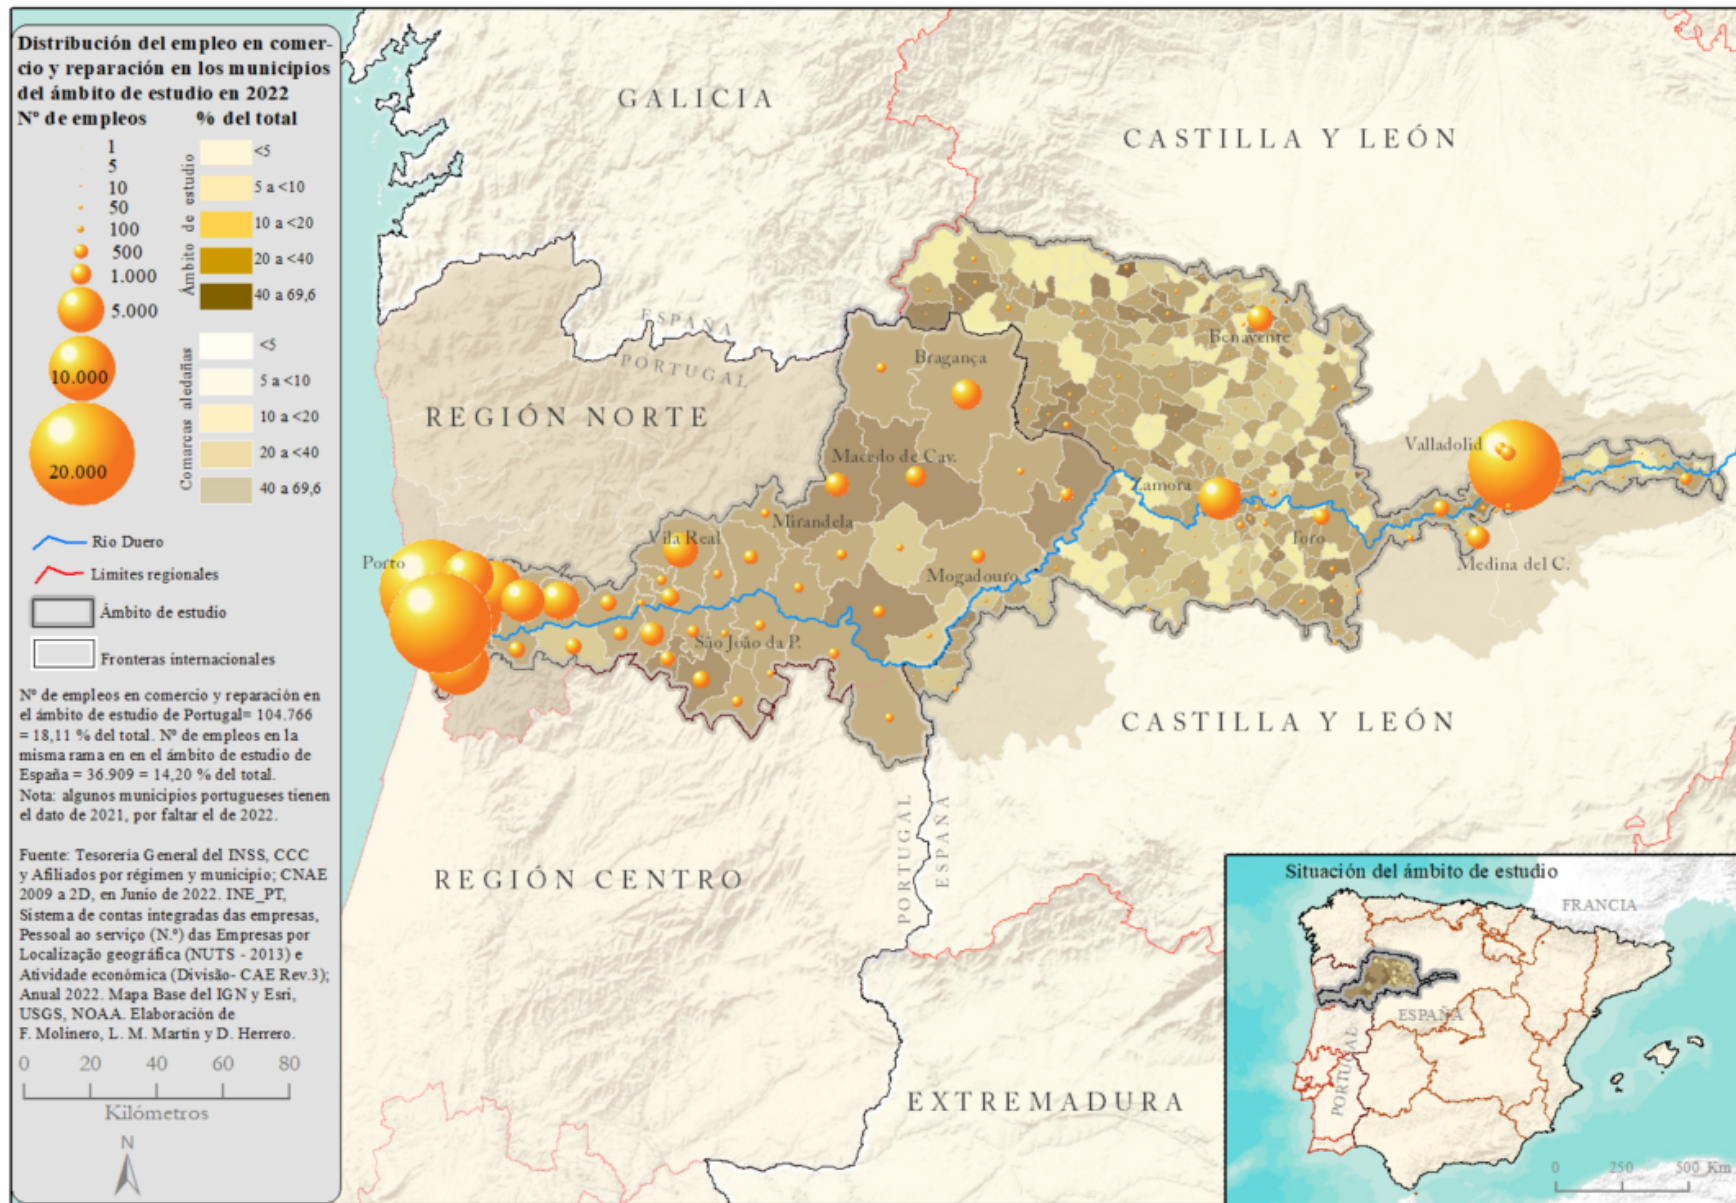 Distribución del empleo en comer-
cio y reparación en los municipios
del ámbito de estudio en 2022
Nº de empleos
% del total
1
5
10
50
100
500
1.000
5.000
10.000
20.000
Ámbito de estudio
<5
5 a <10
10 a <20
20 a <40
40 a 69,6
Comarcas aledañas
<5
5 a <10
10 a <20
20 a <40
40 a 69,6
Río Duero
Límites regionales
Ámbito de estudio
Fronteras internacionales
Nº de empleos en comercio y reparación en
el ámbito de estudio de Portugal= 104.766
= 18,11 % del total. Nº de empleos en la
misma rama en en el ámbito de estudio de
España = 36.909 = 14,20 % del total.
Nota: algunos municipios portugueses tienen
el dato de 2021, por faltar el de 2022.
Fuente: Tesorería General del INSS, CCC
y Afiliados por régimen y municipio; CNAE
2009 a 2D, en Junio de 2022. INE_PT,
Sistema de contas integradas das empresas,
Pessoal ao serviço (N.º) das Empresas por
Localização geográfica (NUTS - 2013) e
Atividade económica (Divisão- CAE Rev.3);
Anual 2022. Mapa Base del IGN y Esri,
USGS, NOAA. Elaboración de
F. Molinero, L. M. Martín y D. Herrero.
0 20 40 60 80
Kilómetros
N
GALICIA
CASTILLA Y LEÓN
ESPAÑA
PORTUGAL
REGIÓN NORTE
Bragança
Benavente
Macedo de Cav.
Valladolid
Zamora
Mirandela
Vila Real
Toro
Medina del C.
Porto
Mogadouro
São João da P.
CASTILLA Y LEÓN
PORTUGAL
ESPAÑA
REGIÓN CENTRO
EXTREMADURA
Situación del ámbito de estudio
FRANCIA
ESPAÑA
PORTUGAL
0 250 500 Km